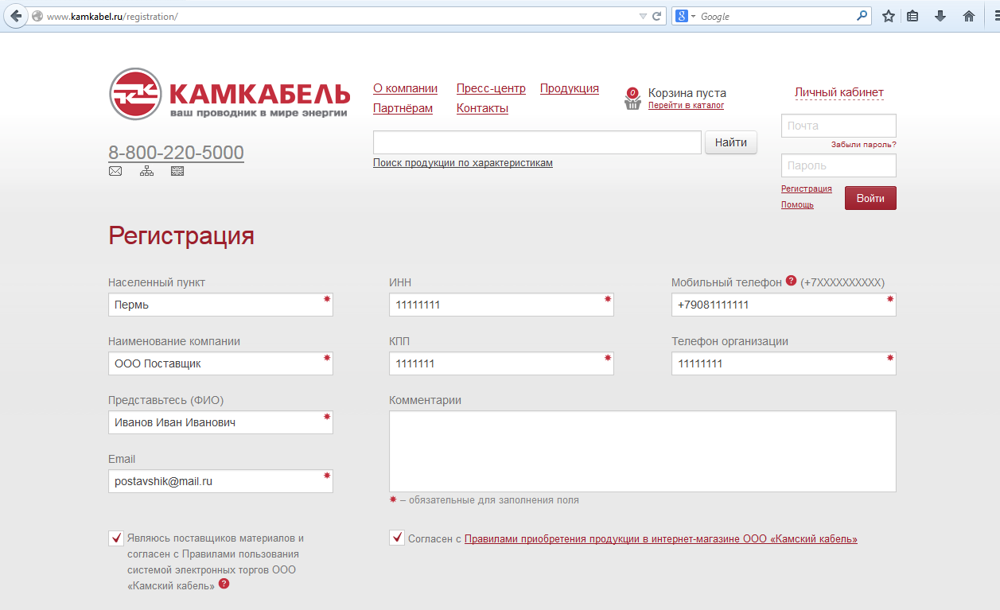 www.kamkabel.ru/registration/
Google
КАМКАБЕЛЬ
ваш проводник в мире энергии
8-800-220-5000
О компании
Пресс-центр
Продукция
Партнёрам
Контакты
0
Корзина пуста
Перейти в каталог
Найти
Поиск продукции по характеристикам
Личный кабинет
Почта
Забыли пароль?
Пароль
Регистрация
Помощь
Войти
Регистрация
Населенный пункт
Пермь
Наименование компании
ООО Поставщик
Представьтесь (ФИО)
Иванов Иван Иванович
Email
postavshik@mail.ru
ИНН
11111111
КПП
1111111
Мобильный телефон ? (+7XXXXXXXXXX)
+79081111111
Телефон организации
11111111
Комментарии
* – обязательные для заполнения поля
Являюсь поставщиков материалов и
согласен с Правилами пользования
системой электронных торгов ООО
«Камский кабель» ?
Согласен с Правилами приобретения продукции в интернет-магазине ООО «Камский кабель»